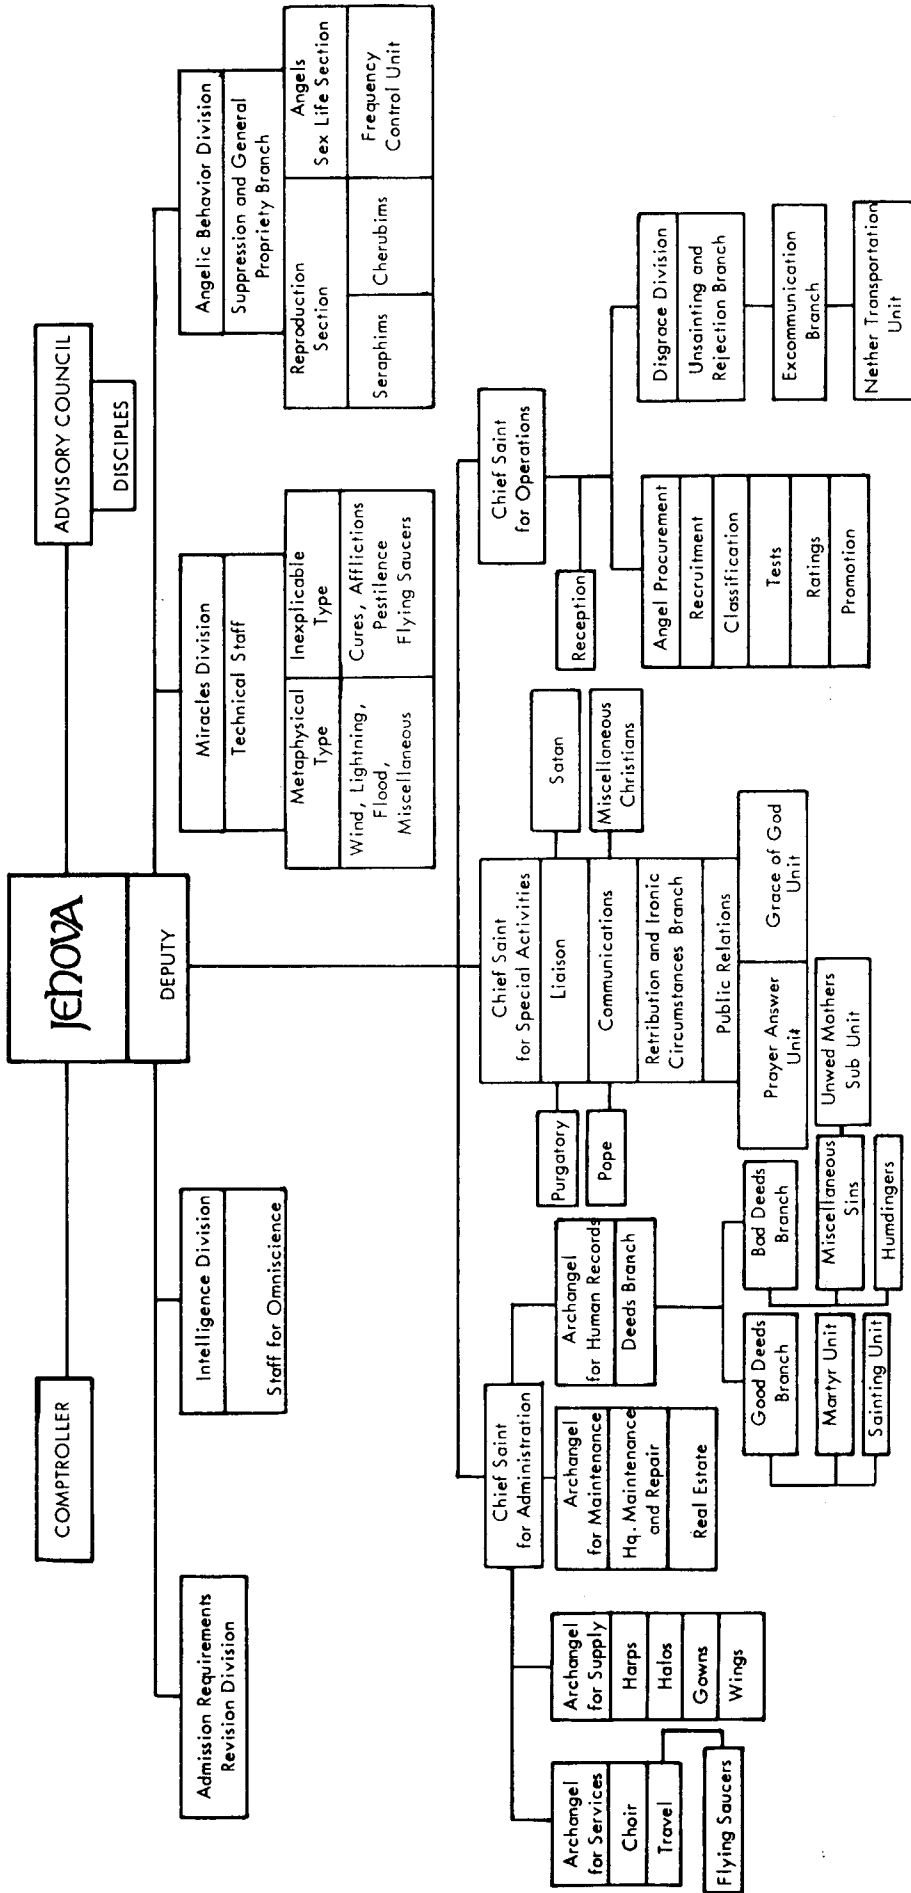 JEHOVA
DEPUTY
COMPTROLLER
ADVISORY COUNCIL
DISCIPLES
Admission Requirements
Revision Division
Intelligence Division
Staff for Omniscience
Miracles Division
Technical Staff
Metaphysical
Type
Inexplicable
Type
Wind, Lightning,
Flood,
Miscellaneous
Cures, Afflictions
Pestilence
Flying Saucers
Angelic Behavior Division
Suppression and General
Propriety Branch
Reproduction
Section
Angels
Sex Life Section
Seraphims
Cherubims
Frequency
Control Unit
Chief Saint
for Administration
Archangel
for Services
Choir
Travel
Flying Saucers
Archangel
for Supply
Harps
Halos
Gowns
Wings
Archangel
for Maintenance
Hq. Maintenance
and Repair
Real Estate
Archangel
for Human Records
Deeds Branch
Good Deeds
Branch
Martyr Unit
Sainting Unit
Bad Deeds
Branch
Miscellaneous
Sins
Humdingers
Unwed Mothers
Sub Unit
Chief Saint
for Special Activities
Liaison
Purgatory
Satan
Communications
Pope
Miscellaneous
Christians
Retribution and Ironic
Circumstances Branch
Public Relations
Prayer Answer
Unit
Grace of God
Unit
Chief Saint
for Operations
Reception
Angel Procurement
Recruitment
Classification
Tests
Ratings
Promotion
Disgrace Division
Unsainting and
Rejection Branch
Excommunication
Branch
Nether Transportation
Unit